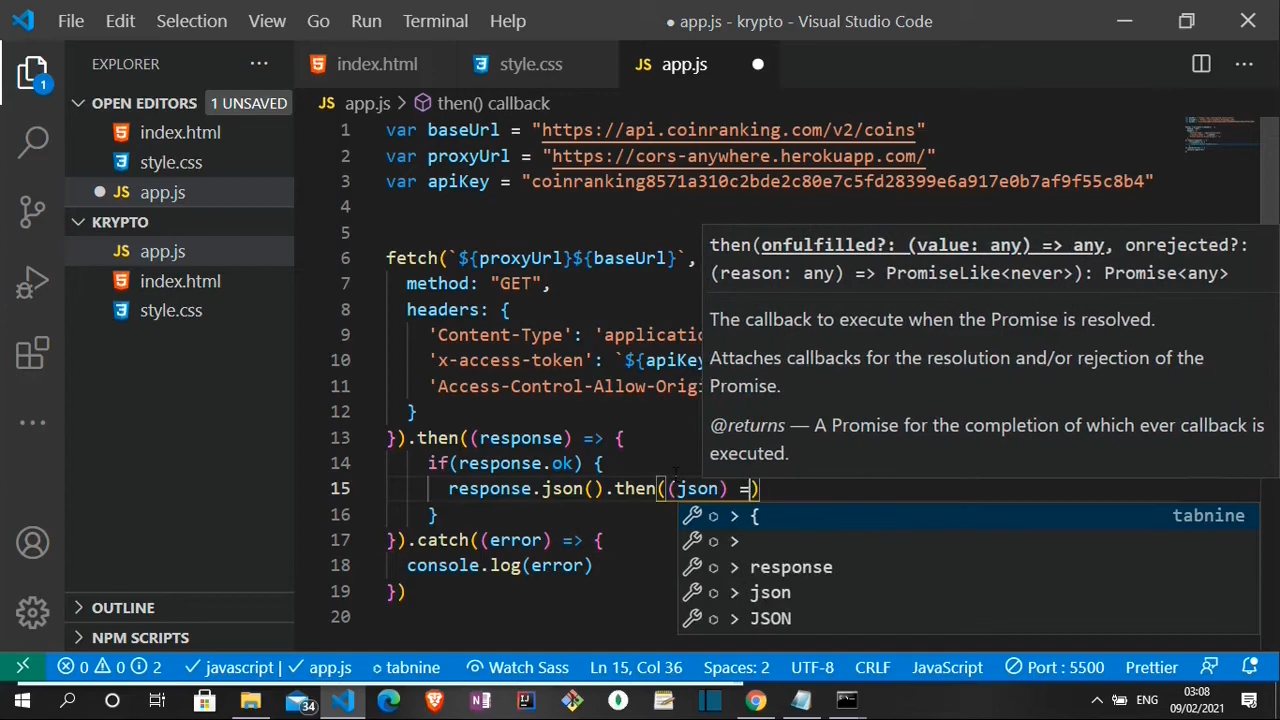 File Edit Selection View Go Run Terminal Help ● app.js - krypto - Visual Studio Code
EXPLORER ···
index.html style.css JS app.js ●
1
OPEN EDITORS 1 UNSAVED
index.html
style.css
● JS app.js
KRYPTO
JS app.js
index.html
style.css
OUTLINE
NPM SCRIPTS
JS app.js > then() callback
1 var baseUrl = "https://api.coinranking.com/v2/coins"
2 var proxyUrl = "https://cors-anywhere.herokuapp.com/"
3 var apiKey = "coinranking8571a310c2bde2c80e7c5fd28399e6a917e0b7af9f55c8b4"
4
5
6 fetch(`${proxyUrl}${baseUrl}`,
7 method: "GET",
8 headers: {
9 'Content-Type': 'applicatio
10 'x-access-token': `${apiKey
11 'Access-Control-Allow-Orig
12 }
13 }).then((response) => {
14 if(response.ok) {
15 response.json().then((json) =)
16 }
17 }).catch((error) => {
18 console.log(error)
19 })
20
then(onfulfilled?: (value: any) => any, onrejected?:
(reason: any) => PromiseLike<never>): Promise<any>
The callback to execute when the Promise is resolved.
Attaches callbacks for the resolution and/or rejection of the
Promise.
@returns — A Promise for the completion of which ever callback is
executed.
> { tabnine
>
> response
> json
> JSON
0 0 2 javascript | app.js tabnine Watch Sass Ln 15, Col 36 Spaces: 2 UTF-8 CRLF JavaScript Port : 5500 Prettier
34 ENG 03:08
09/02/2021